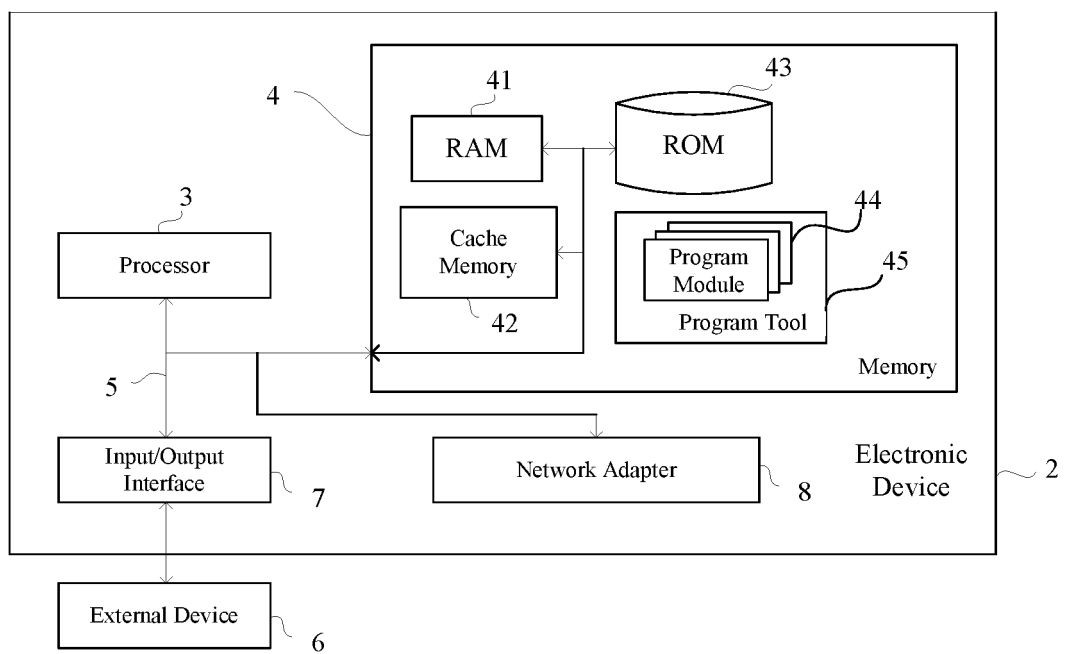 43
41
4
RAM
ROM
3
44
Cache
Memory
Program
Module
Processor
45
42
Program Tool
5
Memory
Input/Output
Interface
Network Adapter
Electronic
Device
2
7
8
External Device
6